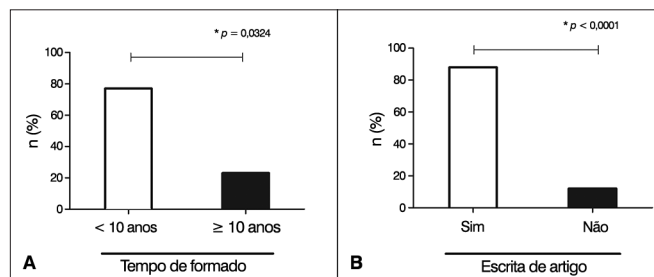 * p = 0,0324
n (%)
100
80
60
40
20
0
< 10 anos
≥ 10 anos
A
Tempo de formado
* p < 0,0001
n (%)
100
80
60
40
20
0
Sim
Não
B
Escrita de artigo